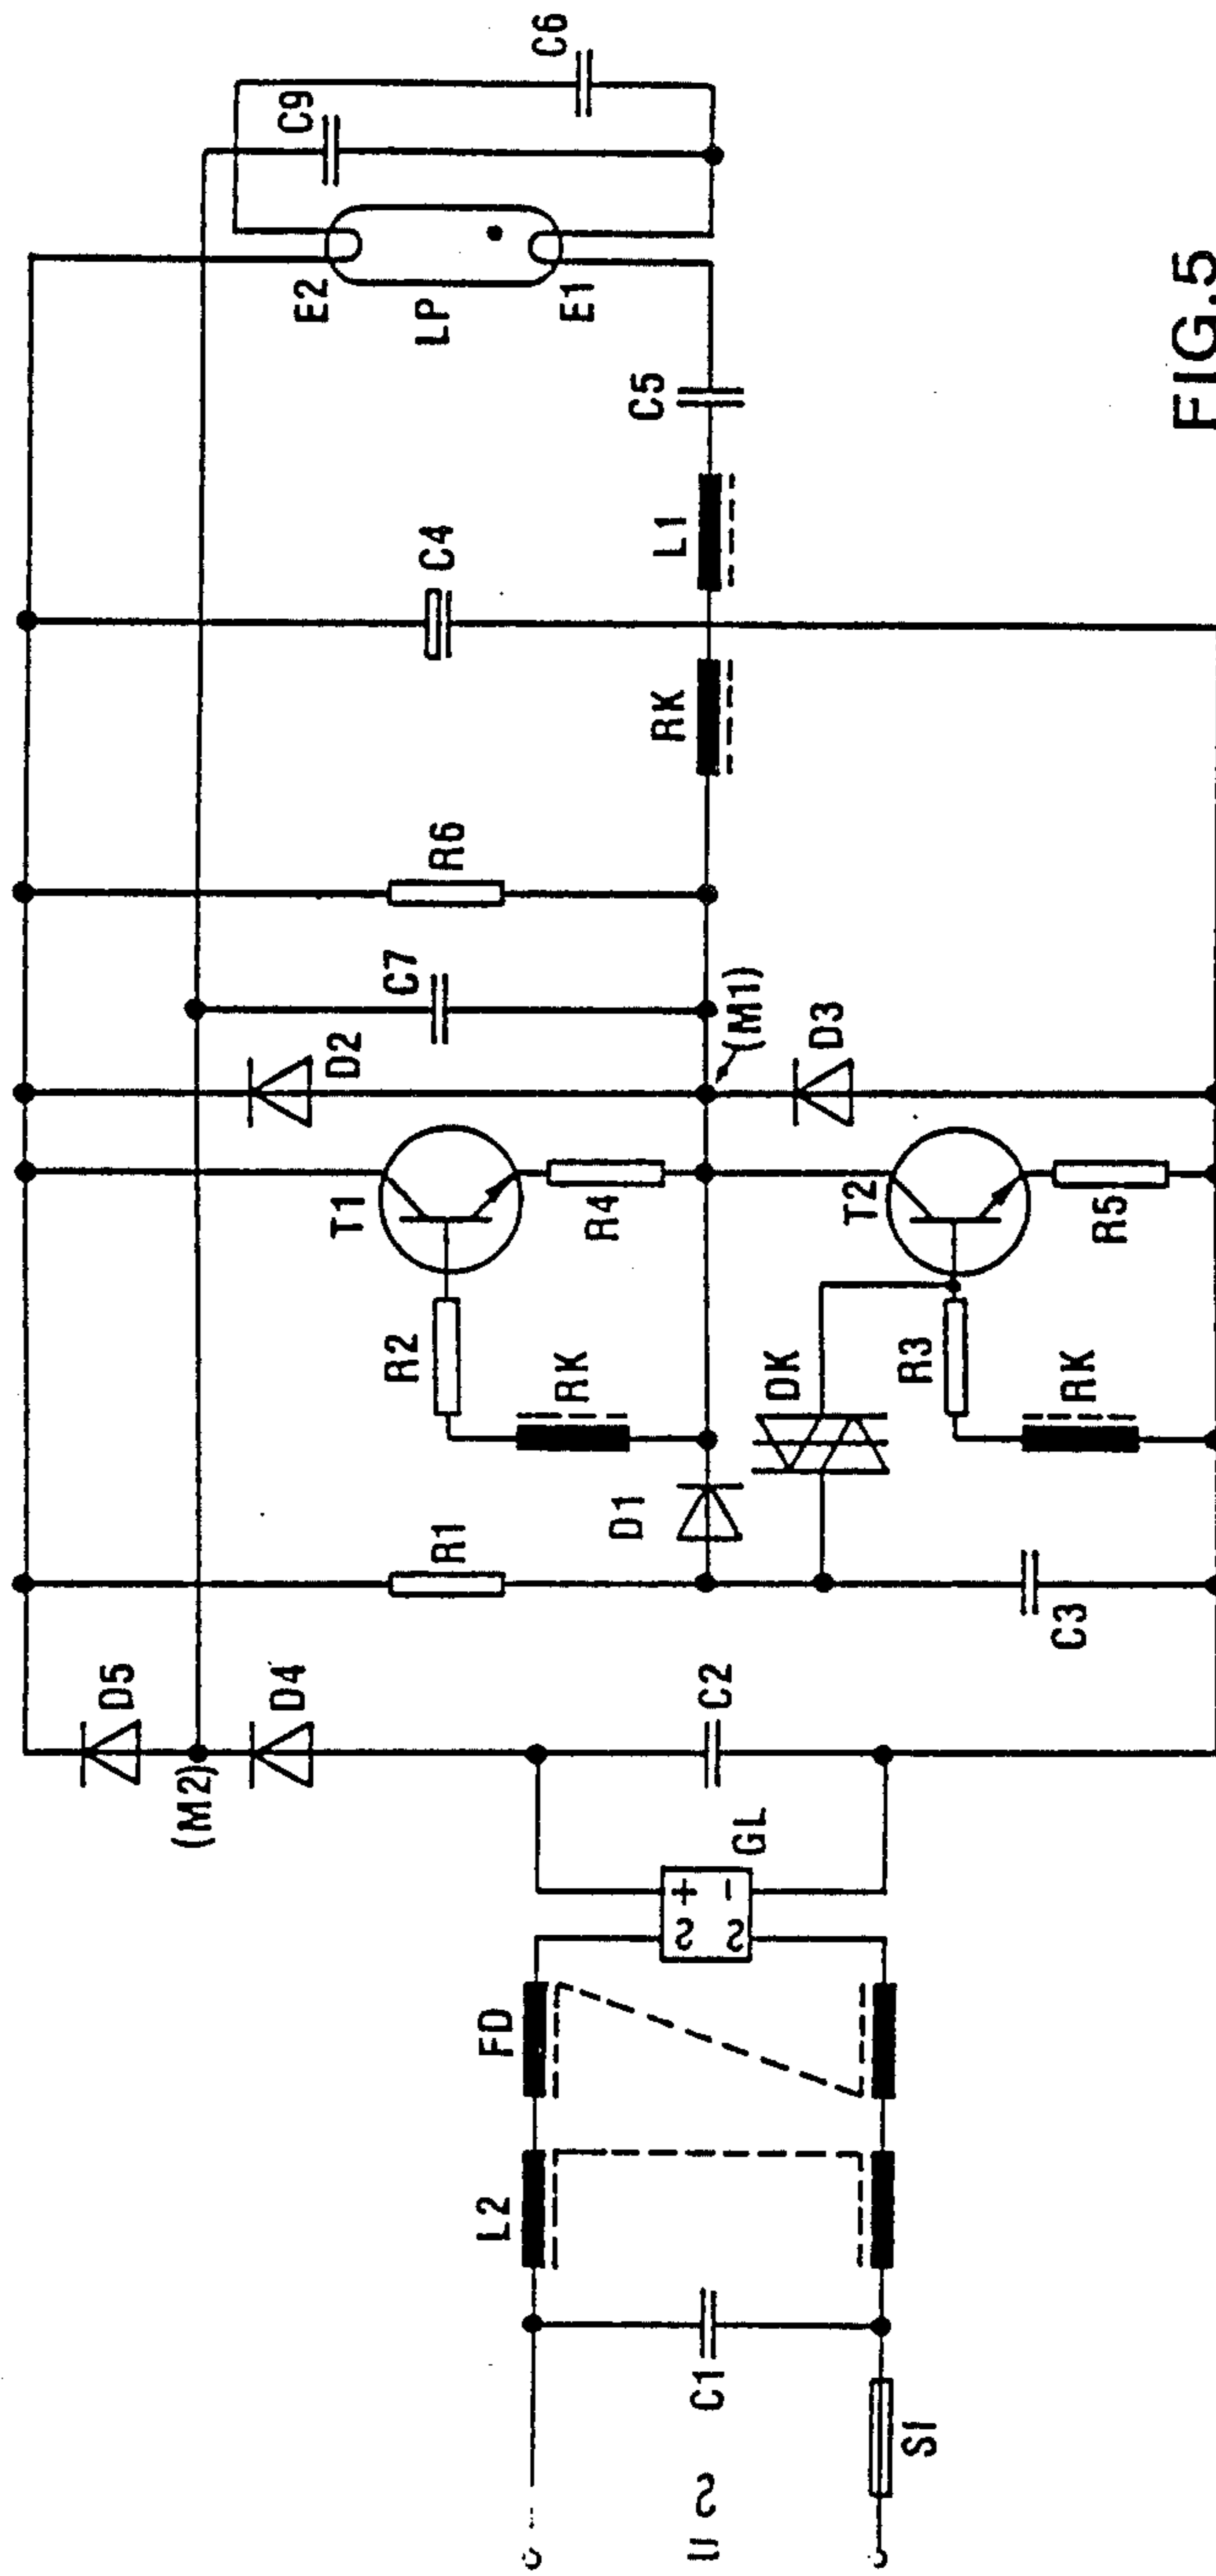 U ~
SI
C1
L2
FD
GL
~ +
~ -
C2
(M2)
D5
D4
R1
C3
D1
RK
R2
DK
R3
RK
T1
R4
T2
R5
D2
(M1)
D3
C7
R6
RK
C4
L1
C5
E2
LP
E1
C9
C6
FIG.5